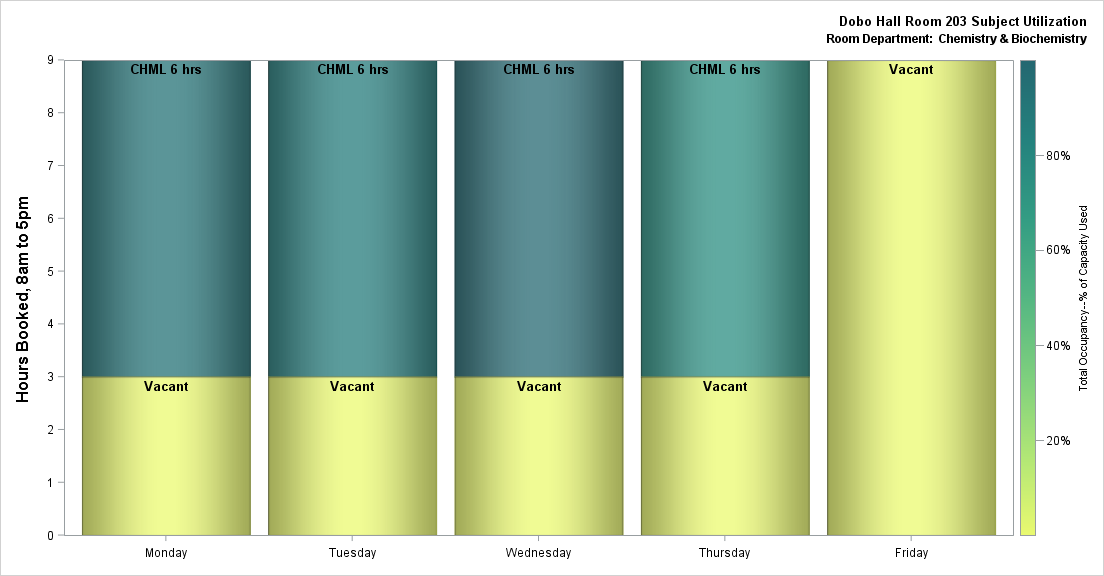 Dobo Hall Room 203 Subject Utilization
Room Department: Chemistry & Biochemistry
Hours Booked, 8am to 5pm
9
8
7
6
5
4
3
2
1
0
CHML 6 hrs
CHML 6 hrs
CHML 6 hrs
CHML 6 hrs
Vacant
Vacant
Vacant
Vacant
Vacant
Monday
Tuesday
Wednesday
Thursday
Friday
80%
60%
40%
20%
Total Occupancy--% of Capacity Used